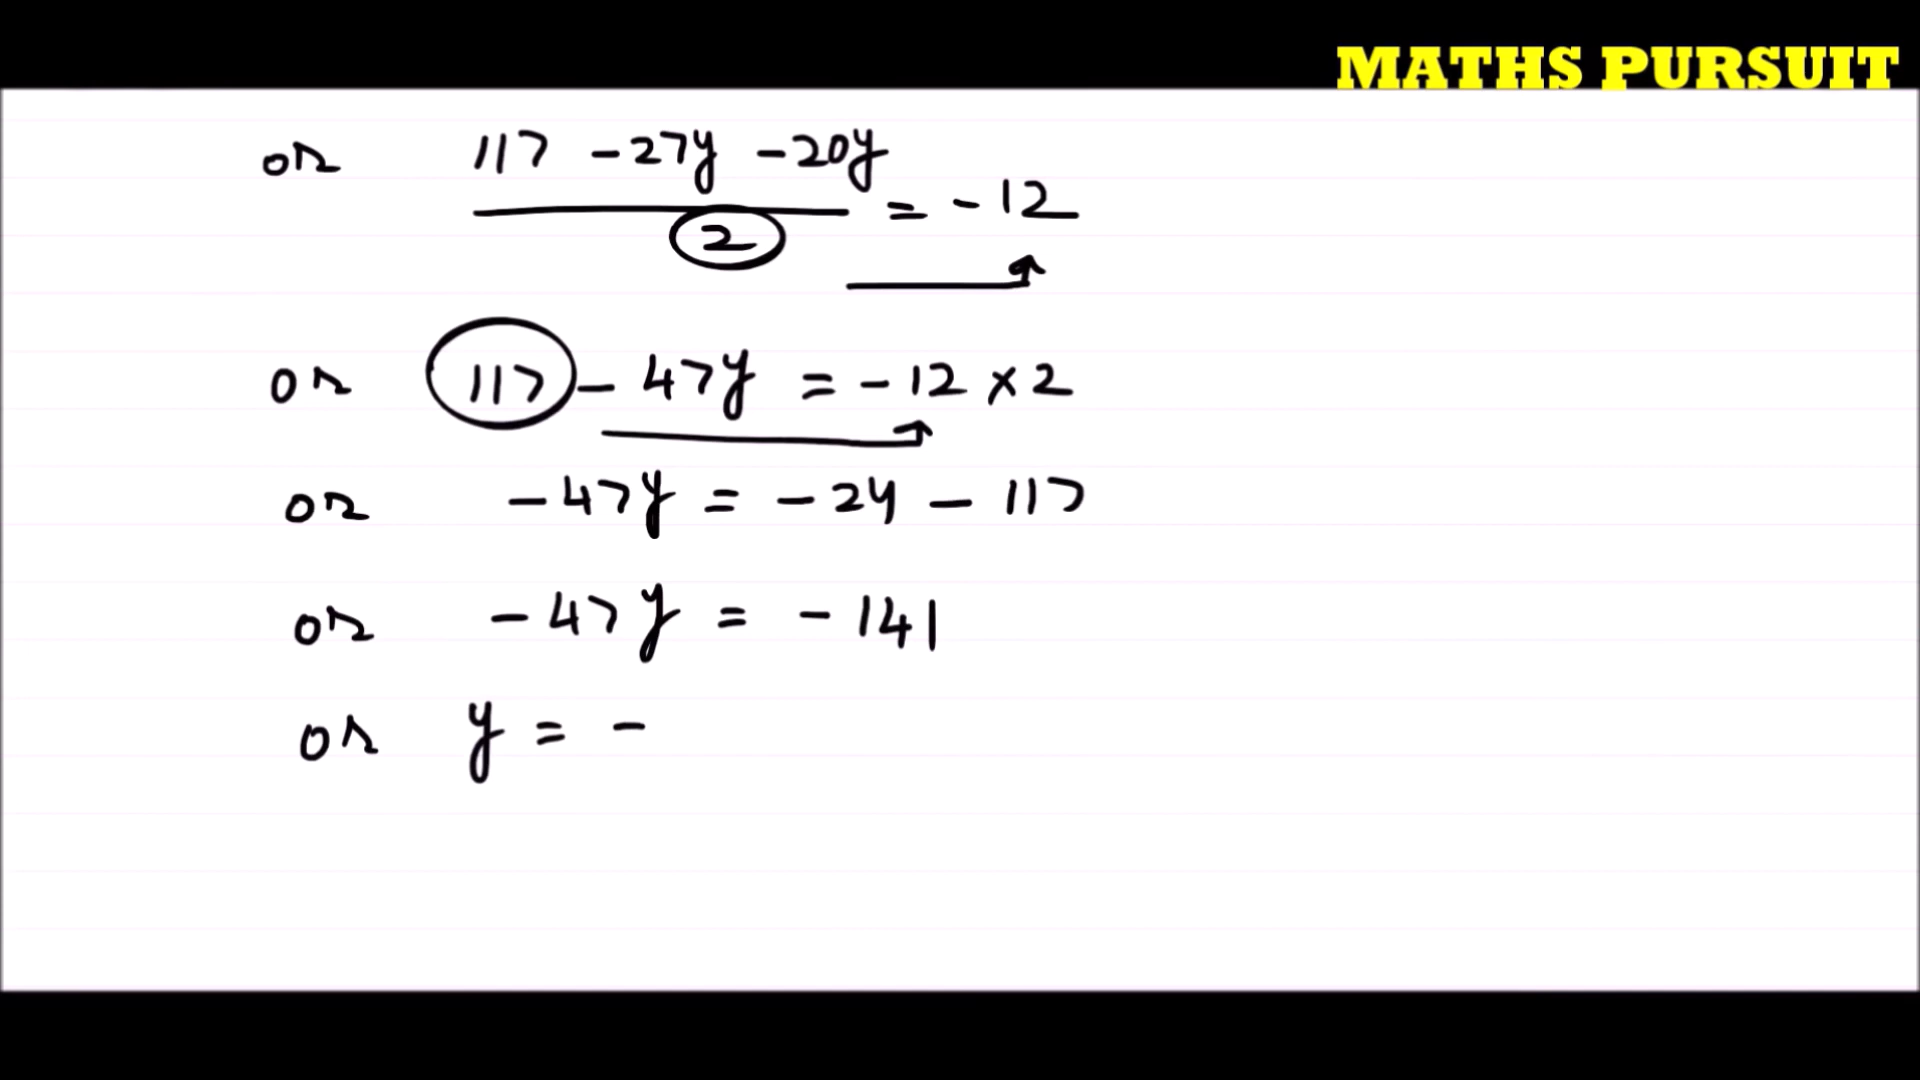 MATHS PURSUIT
or 117 - 27y - 20y
= - 12
2
or 117 - 47y = - 12 × 2
or - 47y = - 24 - 117
or - 47y = - 141
or y = -